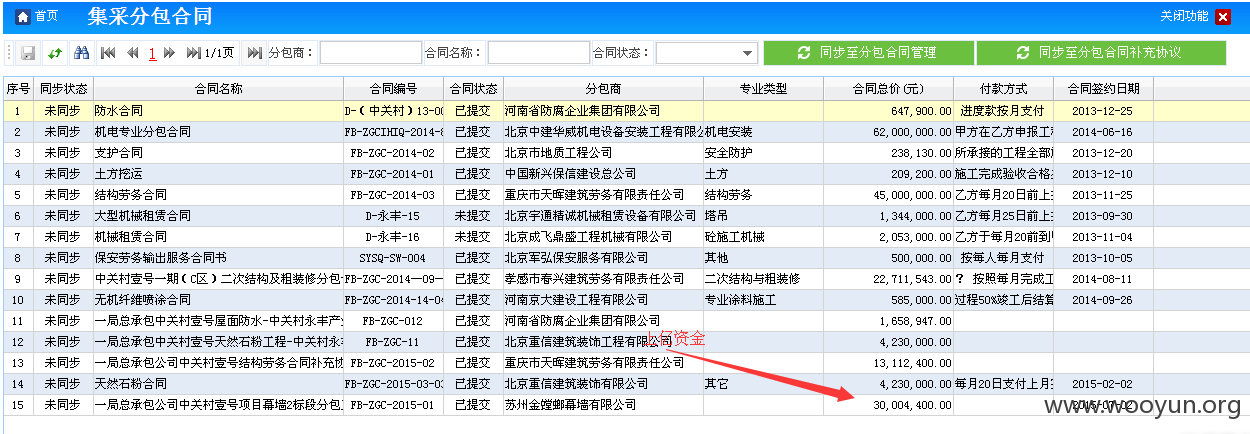 首页 集采分包合同 关闭功能
1 1/1页 分包商： 合同名称： 合同状态： 同步至分包合同管理 同步至分包合同补充协议
序号 同步状态 合同名称 合同编号 合同状态 分包商 专业类型 合同总价(元) 付款方式 合同签约日期
1 未同步 防水合同 D-(中关村)13-00 已提交 河南省防腐企业集团有限公司 647,900.00 进度款按月支付 2013-12-25
2 未同步 机电专业分包合同 FB-ZGCIHIQ-2014-8 已提交 北京中建华威机电设备安装工程有限公 机电安装 62,000,000.00 甲方在乙方申报工程 2014-06-16
3 未同步 支护合同 FB-ZGC-2014-02 已提交 北京市地质工程公司 安全防护 238,130.00 所承接的工程全部施 2013-12-20
4 未同步 土方挖运 FB-ZGC-2014-01 已提交 中国新兴保信建设总公司 土方 209,200.00 施工完成验收合格 2013-12-10
5 未同步 结构劳务合同 FB-ZGC-2014-03 已提交 重庆市天晖建筑劳务有限责任公司 结构劳务 45,000,000.00 乙方每月20日前上 2013-11-25
6 未同步 大型机械租赁合同 D-永丰-15 未提交 北京宇通精诚机械租赁设备有限公司 塔吊 1,344,000.00 乙方每月25日前上 2013-09-30
7 未同步 机械租赁合同 D-永丰-16 未提交 北京成飞鼎盛工程机械有限公司 砼施工机械 2,053,000.00 乙方于每月20前到 2013-11-04
8 未同步 保安劳务输出服务合同书 SYSQ-SW-004 已提交 北京军弘保安服务有限公司 其他 500,000.00 按每人每月支付 2013-10-05
9 未同步 中关村壹号一期(C区)二次结构及粗装修分包 FB-ZGC-2014--09- 已提交 孝感市春兴建筑劳务有限责任公司 二次结构与粗装修 22,711,543.00 ? 按照每月完成工 2014-08-11
10 未同步 无机纤维喷涂合同 FB-ZGC-2014-14-04 已提交 河南京大建设工程有限公司 专业涂料施工 585,000.00 过程50%竣工后结算 2014-09-26
11 未同步 一局总承包中关村壹号屋面防水-中关村永丰产业 FB-ZGC-012 已提交 河南省防腐企业集团有限公司 1,658,947.00
12 未同步 一局总承包中关村壹号天然石粉工程-中关村永 FB-ZGC-11 已提交 北京重信建筑装饰工程有限公司 4,230,000.00
上亿资金
13 未同步 一局总承包公司中关村壹号结构劳务合同补充协 FB-ZGC-2015-02 已提交 重庆市天晖建筑劳务有限责任公司 13,112,400.00
14 未同步 天然石粉合同 FB-ZGC-2015-03-03 已提交 北京重信建筑装饰有限公司 其它 4,230,000.00 每月20日支付上月 2015-02-02
15 未同步 一局总承包公司中关村壹号项目幕墙2标段分包 FB-ZGC-2015-01 已提交 苏州金螳螂幕墙有限公司 30,004,400.00 2015-07-02
www.wooyun.org